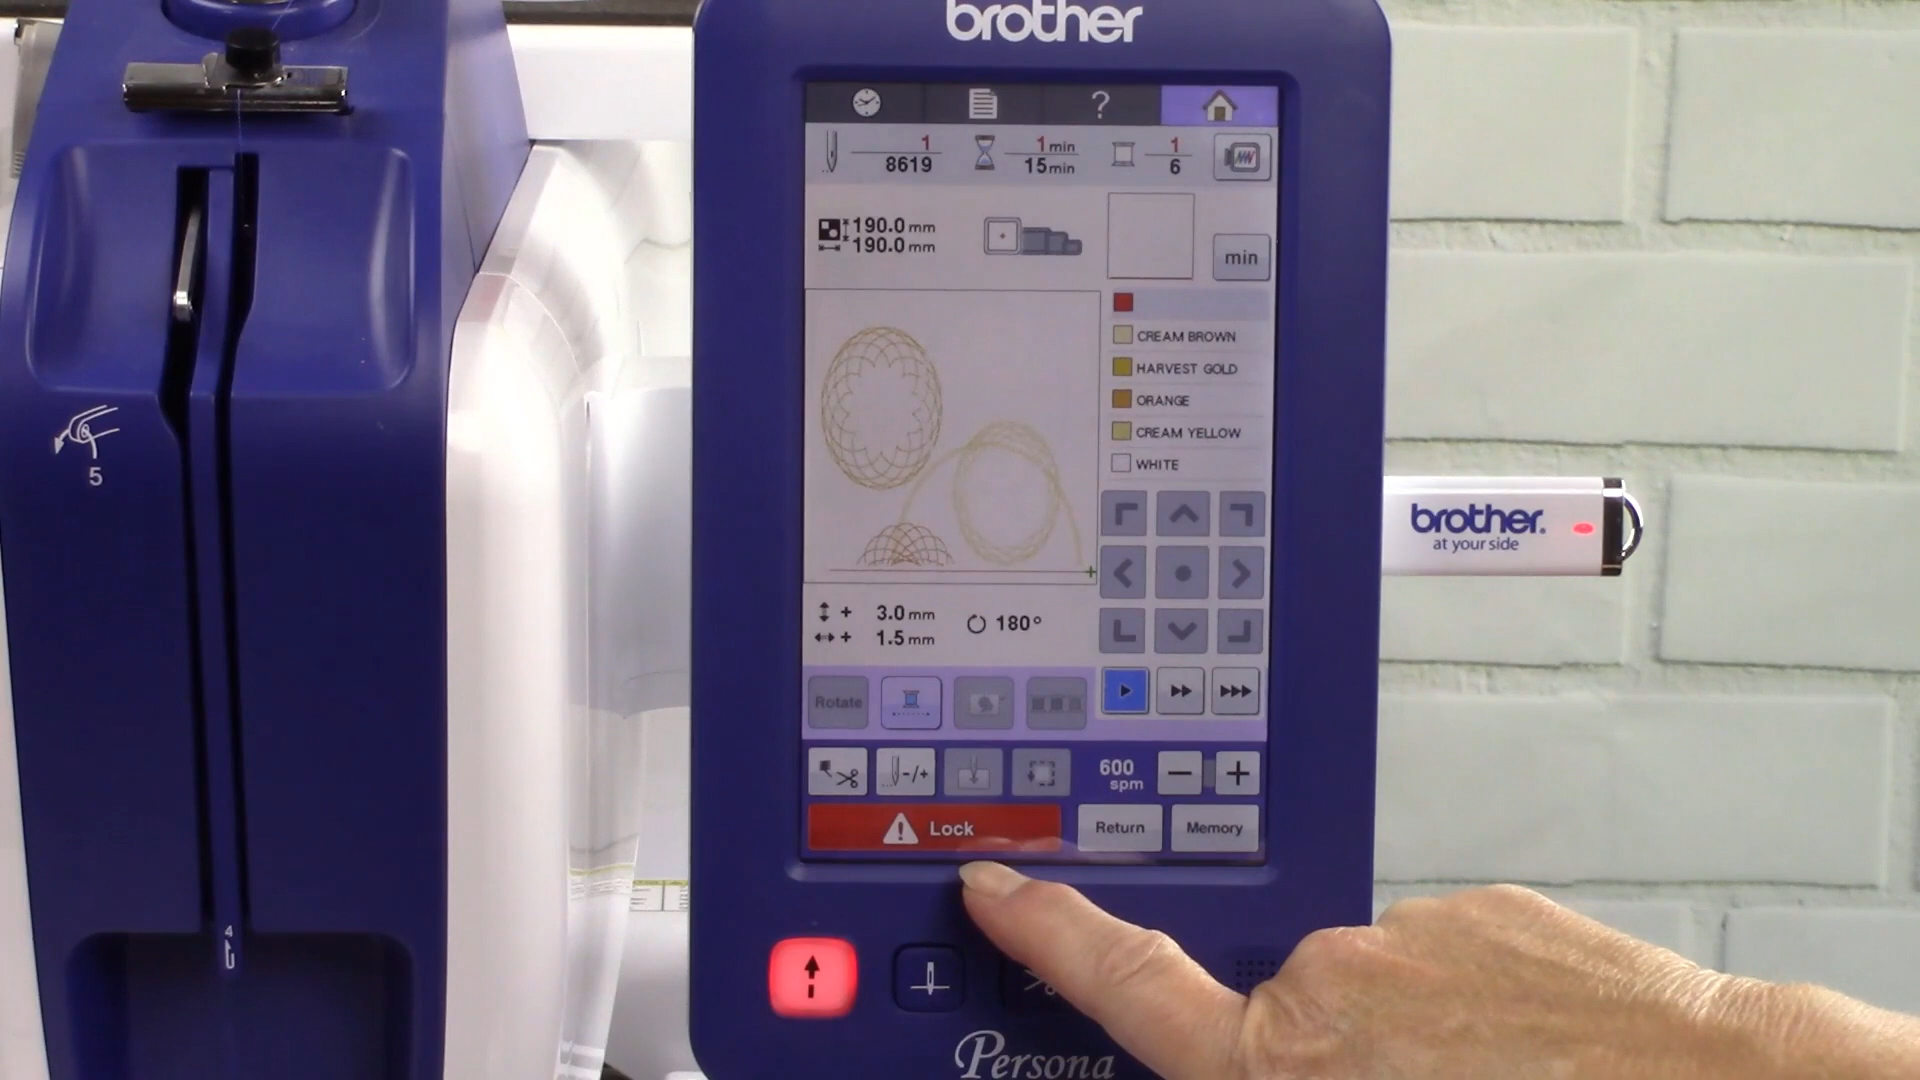 brother
?
1
8619
1 min
15 min
1
6
190.0 mm
190.0 mm
min
CREAM BROWN
HARVEST GOLD
ORANGE
CREAM YELLOW
WHITE
+ 3.0 mm
+ 1.5 mm
180°
Rotate
-/+
600
spm
− +
Lock
Return
Memory
Persona
5
4
brother.
at your side